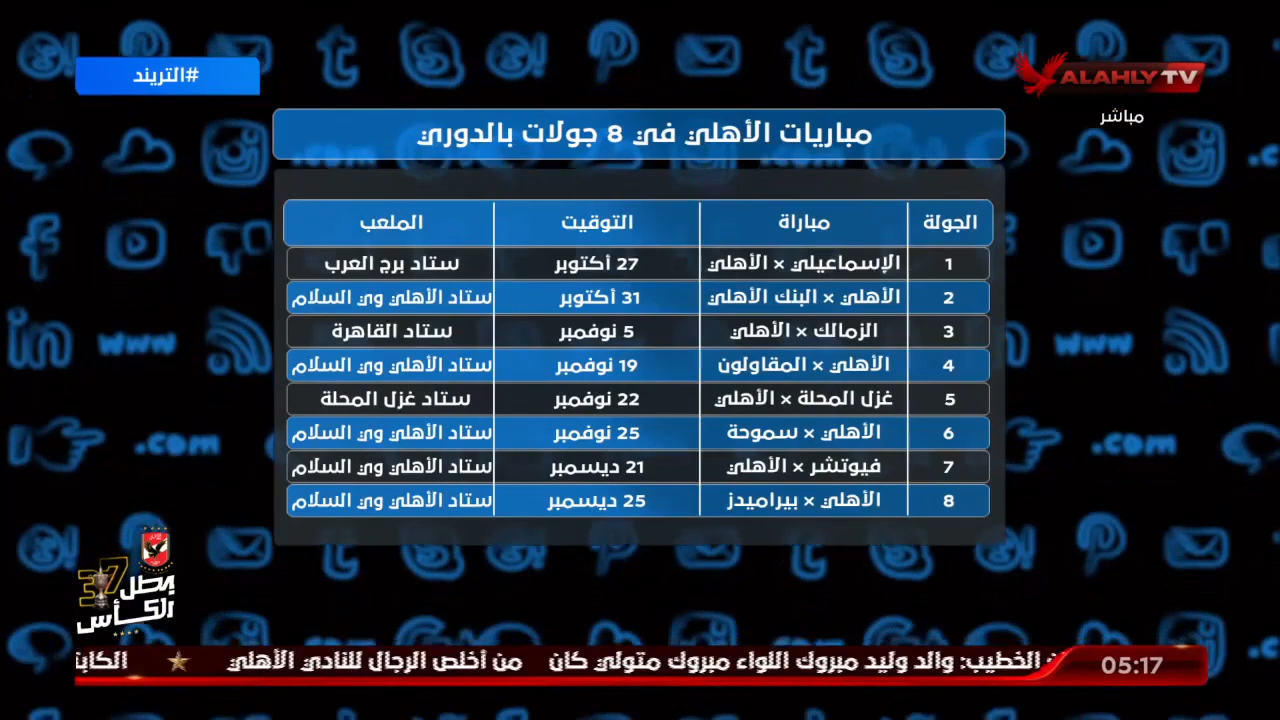 #التريند
ALAHLY TV
مباشر
مباريات الأهلي في 8 جولات بالدوري
الجولة مباراة التوقيت الملعب
1 الإسماعيلي × الأهلي 27 أكتوبر ستاد برج العرب
2 الأهلي × البنك الأهلي 31 أكتوبر ستاد الأهلي وي السلام
3 الزمالك × الأهلي 5 نوفمبر ستاد القاهرة
4 الأهلي × المقاولون 19 نوفمبر ستاد الأهلي وي السلام
5 غزل المحلة × الأهلي 22 نوفمبر ستاد غزل المحلة
6 الأهلي × سموحة 25 نوفمبر ستاد الأهلي وي السلام
7 فيوتشر × الأهلي 21 ديسمبر ستاد الأهلي وي السلام
8 الأهلي × بيراميدز 25 ديسمبر ستاد الأهلي وي السلام
37
بطل
الكأس
الخطيب: والد وليد مبروك اللواء مبروك متولي كان من أخلص الرجال للنادي الأهلي
05:17